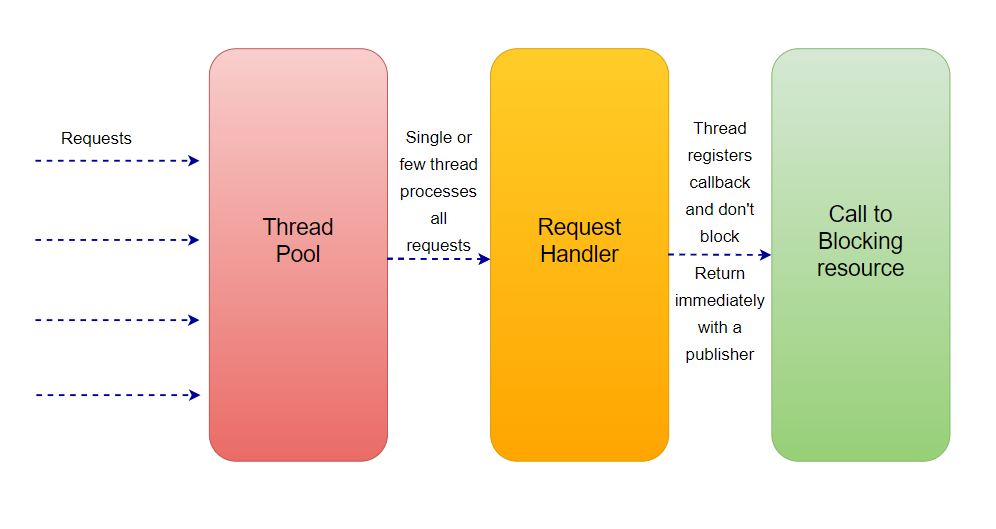 Requests
Thread
Pool
Single or
few thread
processes
all
requests
Request
Handler
Thread
registers
callback
and don't
block
Return
immediately
with a
publisher
Call to
Blocking
resource